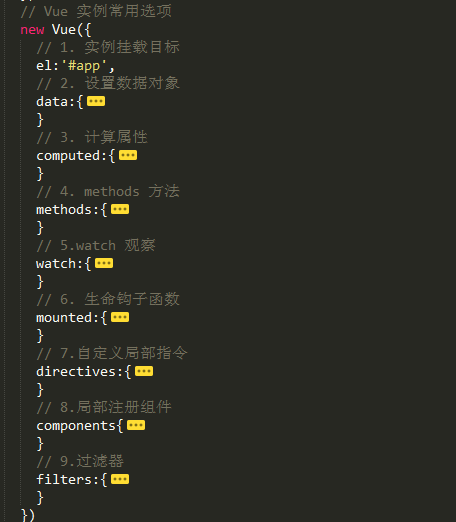 // Vue 实例常用选项
new Vue({
// 1. 实例挂载目标
el:'#app',
// 2. 设置数据对象
data:{
}
// 3. 计算属性
computed:{
}
// 4. methods 方法
methods:{
}
// 5.watch 观察
watch:{
}
// 6. 生命钩子函数
mounted:{
}
// 7.自定义局部指令
directives:{
}
// 8.局部注册组件
components{
}
// 9.过滤器
filters:{
}
})